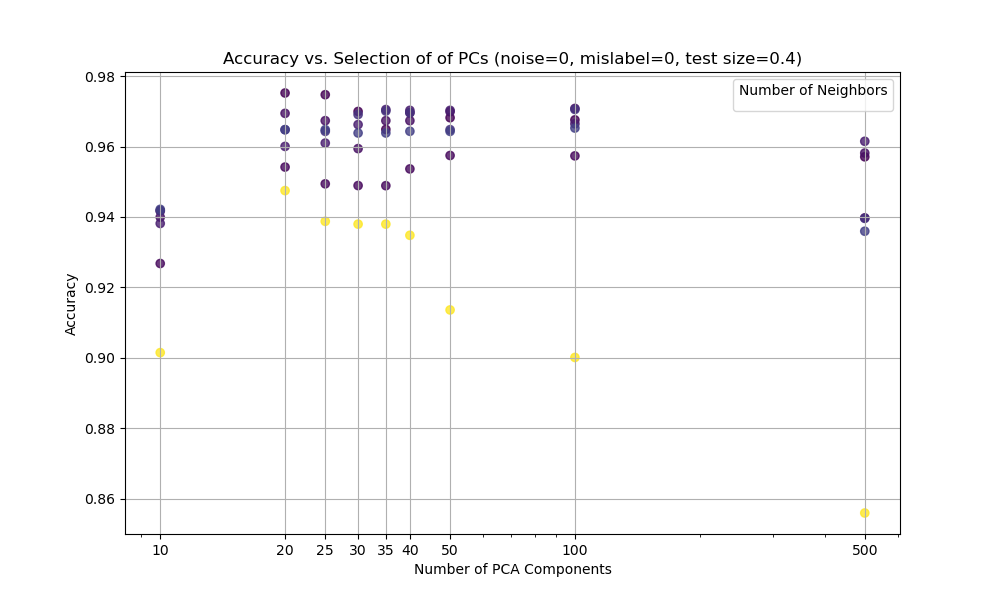 Accuracy vs. Selection of of PCs (noise=0, mislabel=0, test size=0.4)
Number of Neighbors
Accuracy
0.98
0.96
0.94
0.92
0.90
0.88
0.86
10 20 25 30 35 40 50 100 500
Number of PCA Components